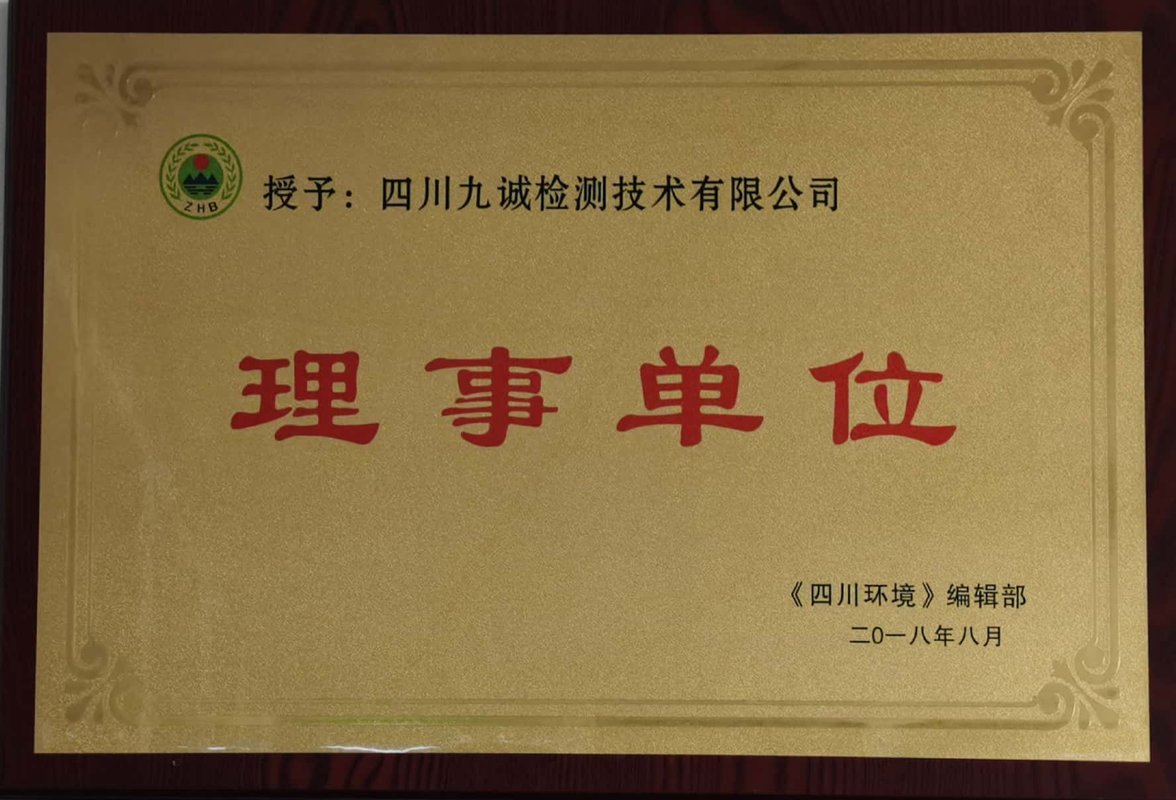 ZHB
授予：四川九诚检测技术有限公司
理事单位
《四川环境》编辑部
二0一八年八月